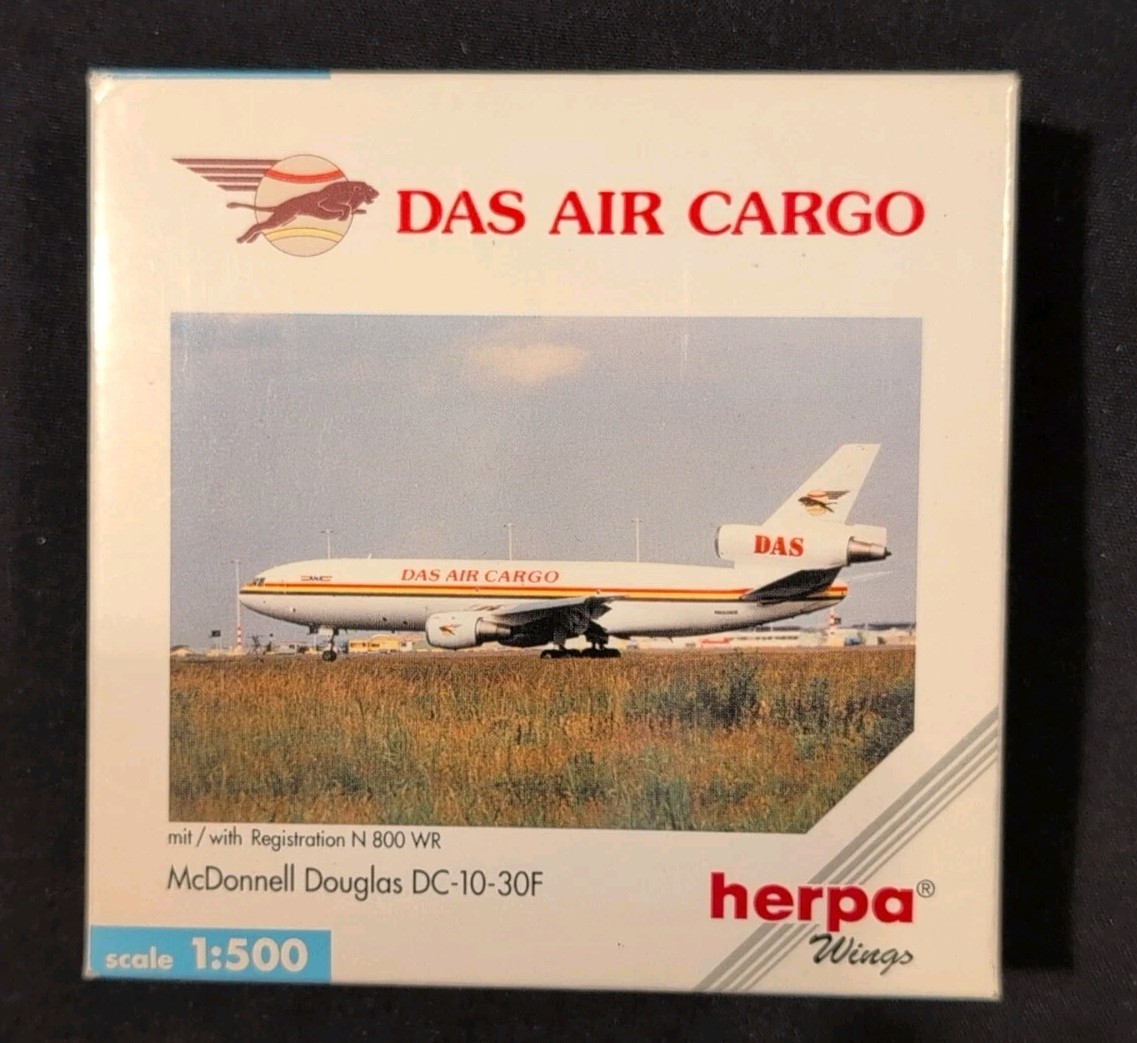 DAS AIR CARGO
DAS
DAS AIR CARGO
mit / with Registration N 800 WR
McDonnell Douglas DC-10-30F
herpa®
Wings
scale 1:500